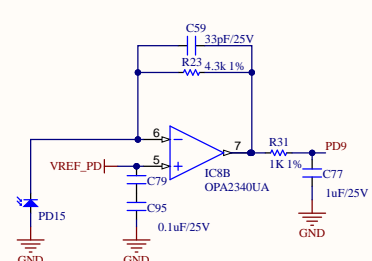 C59
33pF/25V
R23 4.3k 1%
6
7
R31
PD9
VREF_PD
5
1K 1%
C79
IC8B
C77
OPA2340UA
PD15
C95
1uF/25V
0.1uF/25V
GND
GND
GND